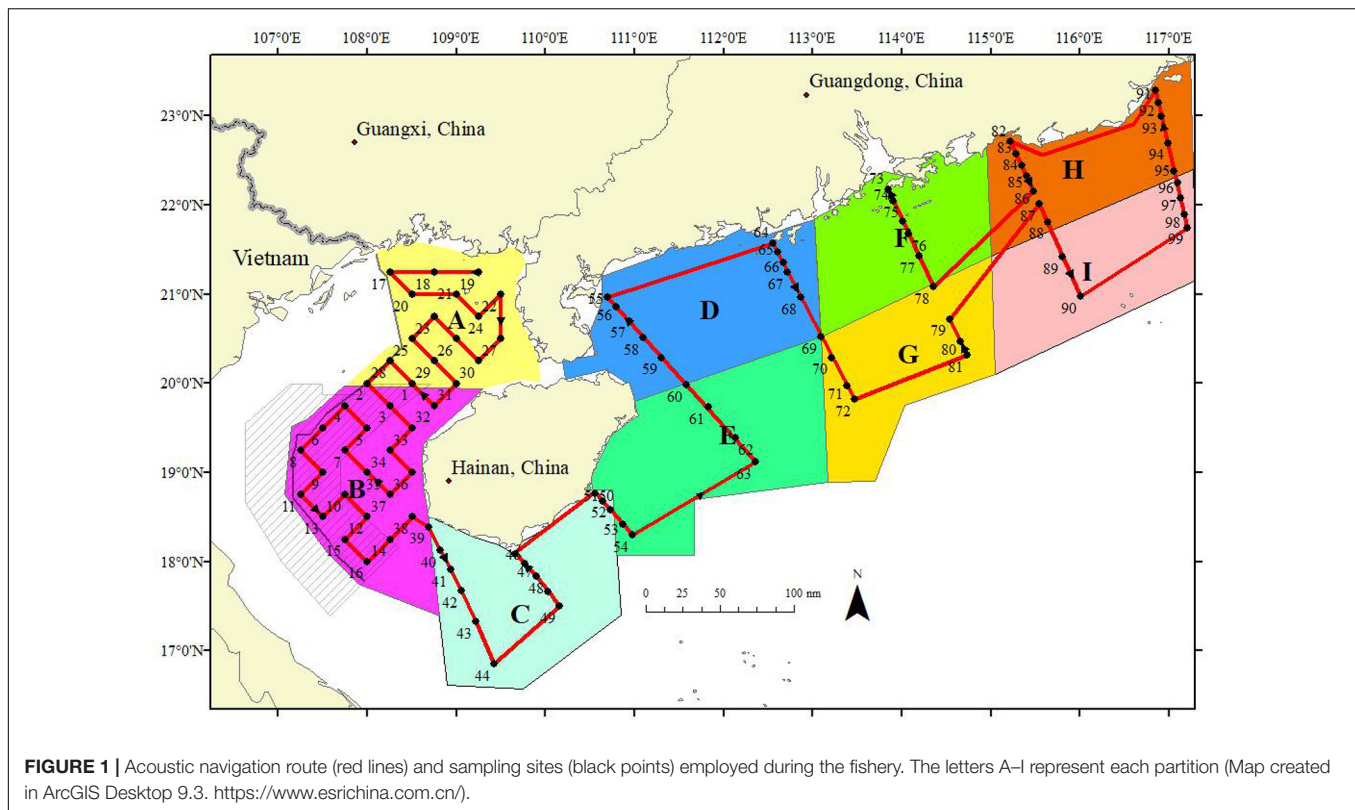 107°0'E 108°0'E 109°0'E 110°0'E 111°0'E 112°0'E 113°0'E 114°0'E 115°0'E 116°0'E 117°0'E
23°0'N
22°0'N
21°0'N
20°0'N
19°0'N
18°0'N
17°0'N
Guangxi, China
Guangdong, China
Vietnam
Hainan, China
A
17 18 19
20 21 22
24
25 26 27
28 29 30
31
B
1 2 3 4 5 6 7 8 9 10 11 12 13 14 15 16
32 33 34 35 36 37 38 39
C
40 41 42 43 44
47 48 49
D
55 56 57 58 59
64 65 66 67 68
E
52 53 54
60 61 62 63
F
73 74 75 76 77 78
G
69 70 71 72
79 80 81
H
82 83 84 85 86
91 92 93 94 95
I
87 88 89 90
96 97 98 99
0 25 50 100 nm
N
FIGURE 1 | Acoustic navigation route (red lines) and sampling sites (black points) employed during the fishery. The letters A–I represent each partition (Map created
in ArcGIS Desktop 9.3. https://www.esrichina.com.cn/).